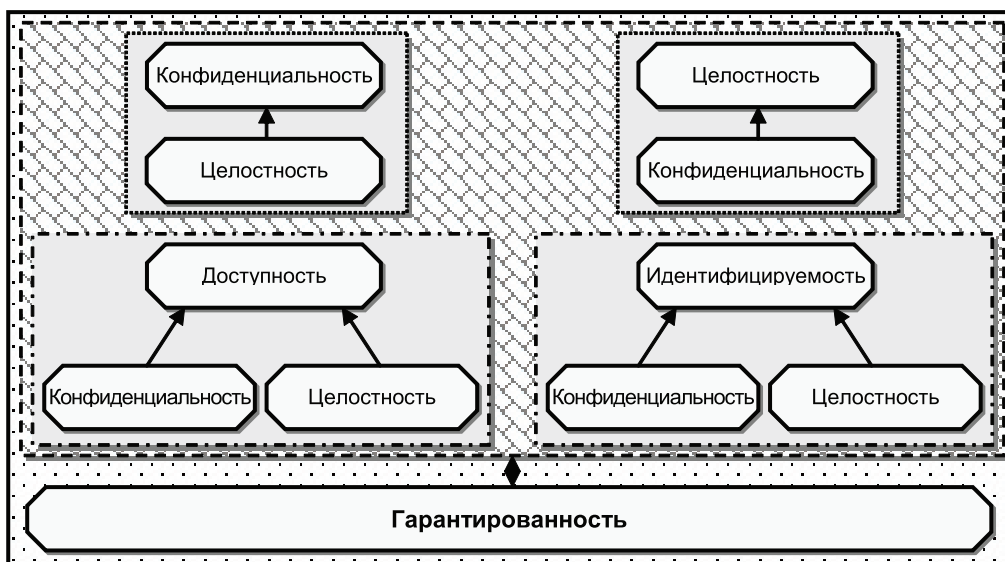 Конфиденциальность
Целостность
Целостность
Конфиденциальность
Доступность
Идентифицируемость
Конфиденциальность
Целостность
Конфиденциальность
Целостность
Гарантированность